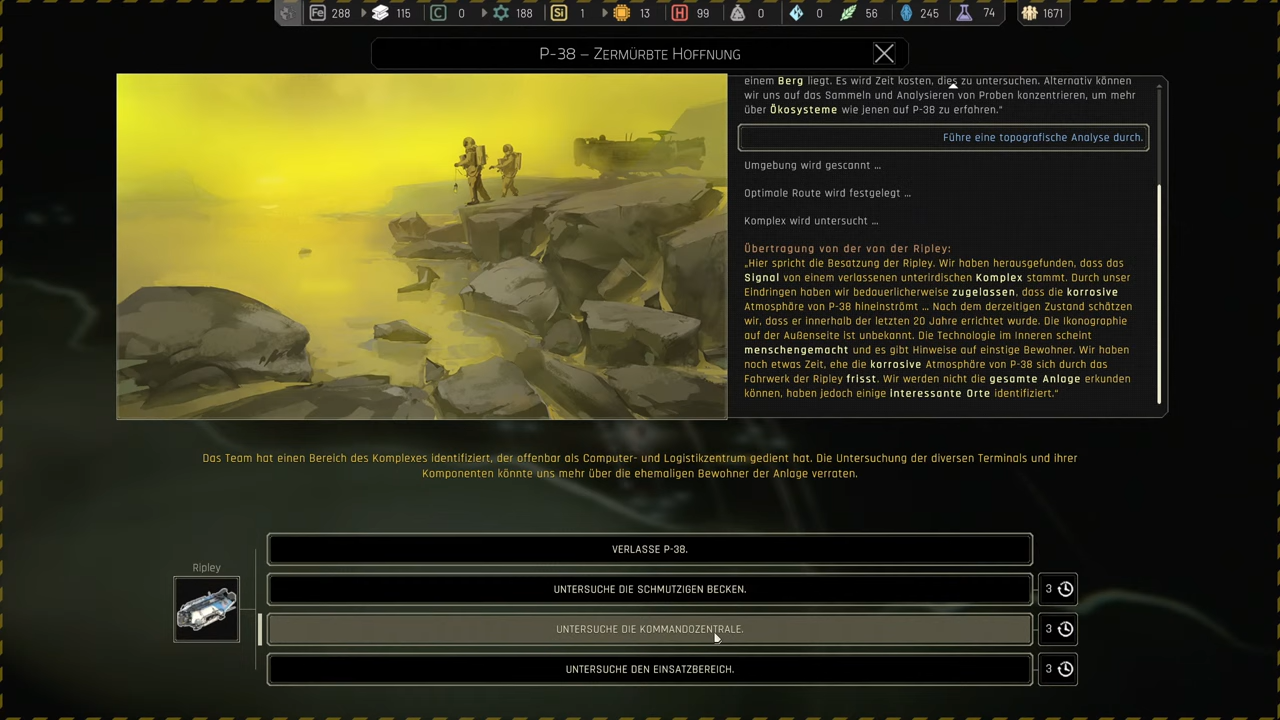 Fe 288 115 C 0 188 Si 1 13 H 99 0 0 56 245 74 1671
P-38 – Zermürbte Hoffnung
einem Berg liegt. Es wird Zeit kosten, dies zu untersuchen. Alternativ können
wir uns auf das Sammeln und Analysieren von Proben konzentrieren, um mehr
über Ökosysteme wie jenen auf P-38 zu erfahren.“
Führe eine topografische Analyse durch.
Umgebung wird gescannt ...
Optimale Route wird festgelegt ...
Komplex wird untersucht ...
Übertragung von der von der Ripley:
„Hier spricht die Besatzung der Ripley. Wir haben herausgefunden, dass das
Signal von einem verlassenen unterirdischen Komplex stammt. Durch unser
Eindringen haben wir bedauerlicherweise zugelassen, dass die korrosive
Atmosphäre von P-38 hineinströmt ... Nach dem derzeitigen Zustand schätzen
wir, dass er innerhalb der letzten 20 Jahre errichtet wurde. Die Ikonographie
auf der Außenseite ist unbekannt. Die Technologie im Inneren scheint
menschengemacht und es gibt Hinweise auf einstige Bewohner. Wir haben
noch etwas Zeit, ehe die korrosive Atmosphäre von P-38 sich durch das
Fahrwerk der Ripley frisst. Wir werden nicht die gesamte Anlage erkunden
können, haben jedoch einige interessante Orte identifiziert.“
Das Team hat einen Bereich des Komplexes identifiziert, der offenbar als Computer- und Logistikzentrum gedient hat. Die Untersuchung der diversen Terminals und ihrer
Komponenten könnte uns mehr über die ehemaligen Bewohner der Anlage verraten.
VERLASSE P-38.
Ripley
UNTERSUCHE DIE SCHMUTZIGEN BECKEN. 3
UNTERSUCHE DIE KOMMANDOZENTRALE. 3
UNTERSUCHE DEN EINSATZBEREICH. 3